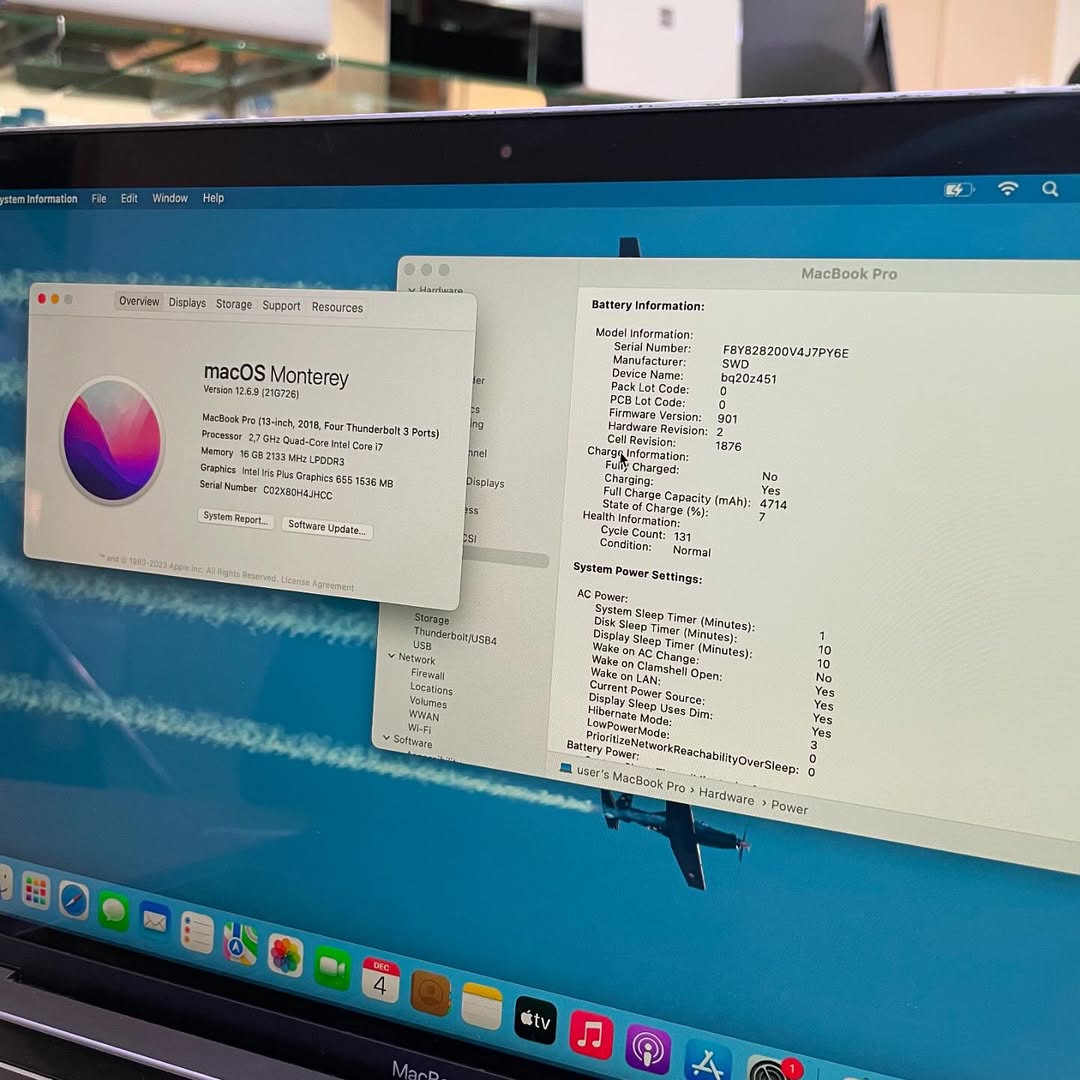 ystem Information File Edit Window Help
MacBook Pro
Hardware
Overview Displays Storage Support Resources
macOS Monterey
Version 12.6.9 (21G726)
MacBook Pro (13-inch, 2018, Four Thunderbolt 3 Ports)
Processor 2,7 GHz Quad-Core Intel Core i7
Memory 16 GB 2133 MHz LPDDR3
Graphics Intel Iris Plus Graphics 655 1536 MB
Serial Number C02X80H4JHCC
System Report... Software Update...
™ and © 1983-2023 Apple Inc. All Rights Reserved. License Agreement
Displays
CSI
Storage
Thunderbolt/USB4
USB
Network
Firewall
Locations
Volumes
WWAN
Wi-Fi
Software
Battery Information:
Model Information:
Serial Number: F8Y828200V4J7PY6E
Manufacturer: SWD
Device Name: bq20z451
Pack Lot Code: 0
PCB Lot Code: 0
Firmware Version: 901
Hardware Revision: 2
Cell Revision: 1876
Charge Information:
Fully Charged: No
Charging: Yes
Full Charge Capacity (mAh): 4714
State of Charge (%): 7
Health Information:
Cycle Count: 131
Condition: Normal
System Power Settings:
AC Power:
System Sleep Timer (Minutes): 1
Disk Sleep Timer (Minutes): 10
Display Sleep Timer (Minutes): 10
Wake on AC Change: No
Wake on Clamshell Open: Yes
Wake on LAN: Yes
Current Power Source: Yes
Display Sleep Uses Dim: Yes
Hibernate Mode: 3
LowPowerMode: 0
PrioritizeNetworkReachabilityOverSleep: 0
Battery Power:
user's MacBook Pro › Hardware › Power
DEC
4
tv
1
MacB